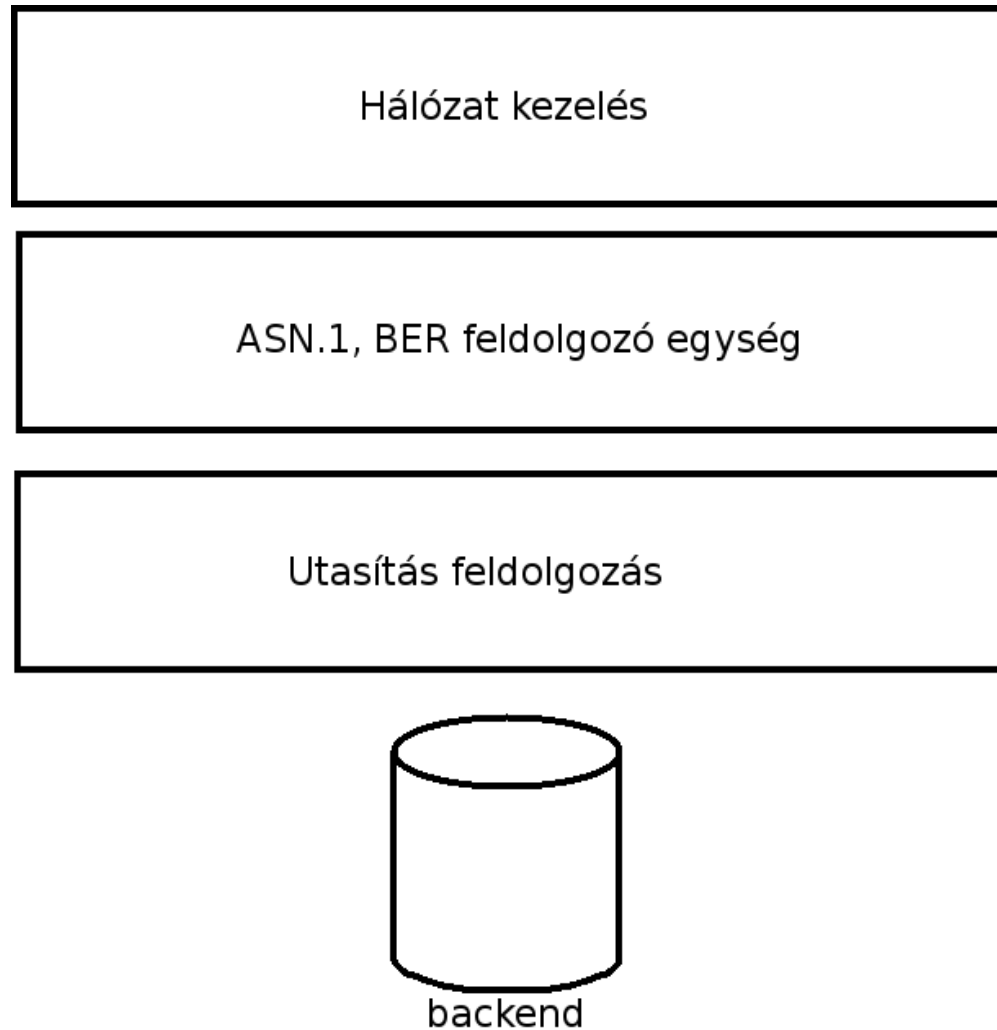 Hálózat kezelés
ASN.1, BER feldolgozó egység
Utasítás feldolgozás
backend